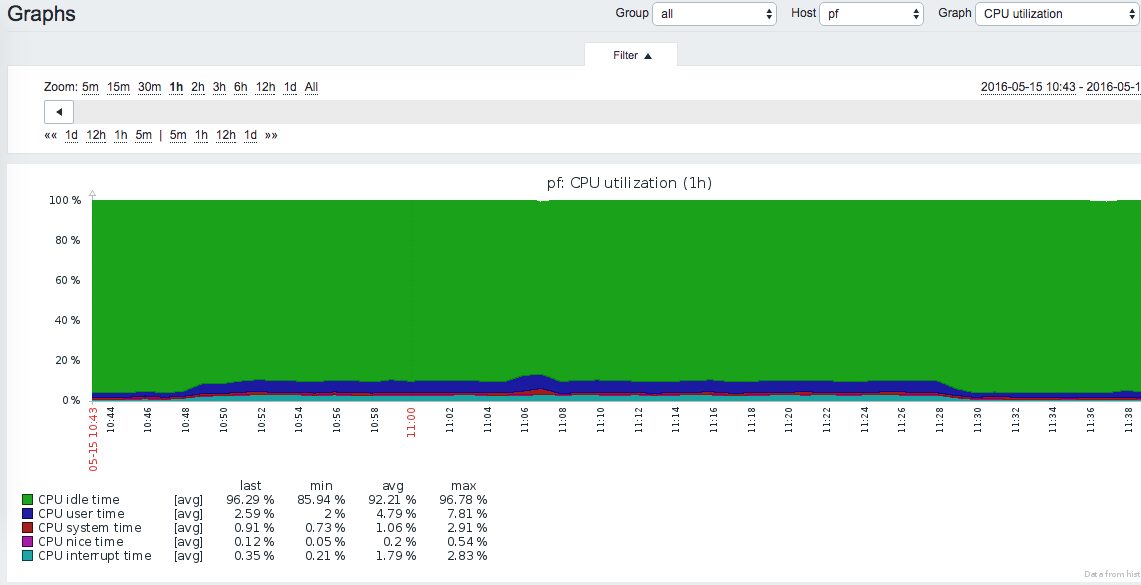 Graphs
Group all Host pf Graph CPU utilization
Filter ▲
Zoom: 5m 15m 30m 1h 2h 3h 6h 12h 1d All
2016-05-15 10:43 - 2016-05-1
«« 1d 12h 1h 5m | 5m 1h 12h 1d »»
pf: CPU utilization (1h)
100 %
80 %
60 %
40 %
20 %
0 %
05-15 10:43 10:44 10:46 10:48 10:50 10:52 10:54 10:56 10:58 11:00 11:02 11:04 11:06 11:08 11:10 11:12 11:14 11:16 11:18 11:20 11:22 11:24 11:26 11:28 11:30 11:32 11:34 11:36 11:38
last min avg max
CPU idle time [avg] 96.29 % 85.94 % 92.21 % 96.78 %
CPU user time [avg] 2.59 % 2 % 4.79 % 7.81 %
CPU system time [avg] 0.91 % 0.73 % 1.06 % 2.91 %
CPU nice time [avg] 0.12 % 0.05 % 0.2 % 0.54 %
CPU interrupt time [avg] 0.35 % 0.21 % 1.79 % 2.83 %
Data from hist